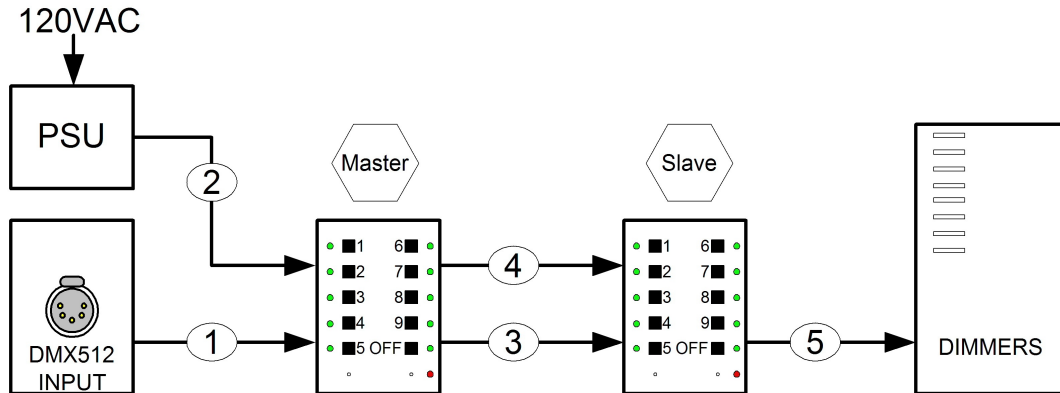 120VAC
PSU
2
Master
Slave
DMX512
INPUT
1
1 6
2 7
3 8
4 9
5 OFF
4
3
1 6
2 7
3 8
4 9
5 OFF
5
DIMMERS